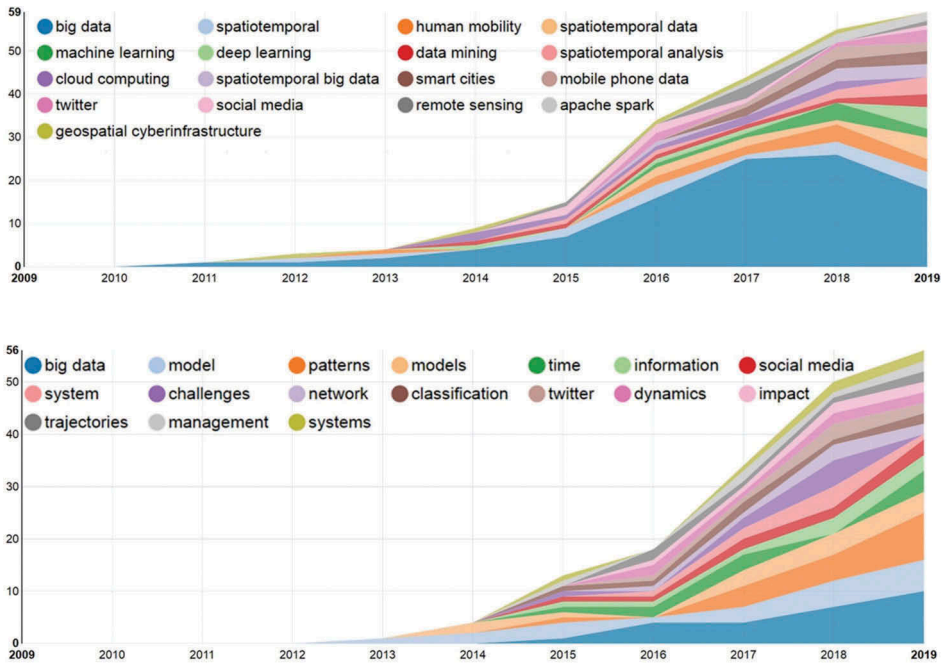 59
big data spatiotemporal human mobility spatiotemporal data
50
machine learning deep learning data mining spatiotemporal analysis
cloud computing spatiotemporal big data smart cities mobile phone data
40
twitter social media remote sensing apache spark
geospatial cyberinfrastructure
30
20
10
0
2009 2010 2011 2012 2013 2014 2015 2016 2017 2018 2019
56
big data model patterns models time information social media
50
system challenges network classification twitter dynamics impact
trajectories management systems
40
30
20
10
0
2009 2010 2011 2012 2013 2014 2015 2016 2017 2018 2019